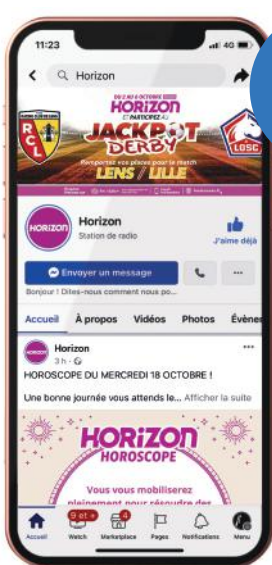 11:23
4G
Horizon
DU 2 AU 6 OCTOBRE
HORIZON
ET PARTICIPEZ AU
JACKPOT
DERBY
Remportez vos places pour le match
LENS / LILLE
RCL
LOSC
HORIZON
Horizon
Station de radio
J'aime déjà
Envoyer un message
Bonjour ! Dites-nous comment nous po...
Accueil À propos Vidéos Photos Évène
HORIZON
Horizon
3 h
HOROSCOPE DU MERCREDI 18 OCTOBRE !
Une bonne journée vous attends le... Afficher la suite
HORIZON
HOROSCOPE
Vous vous mobiliserez
pleinement pour résoudre des
9 et +
4
Accueil Watch Marketplace Pages Notifications Menu